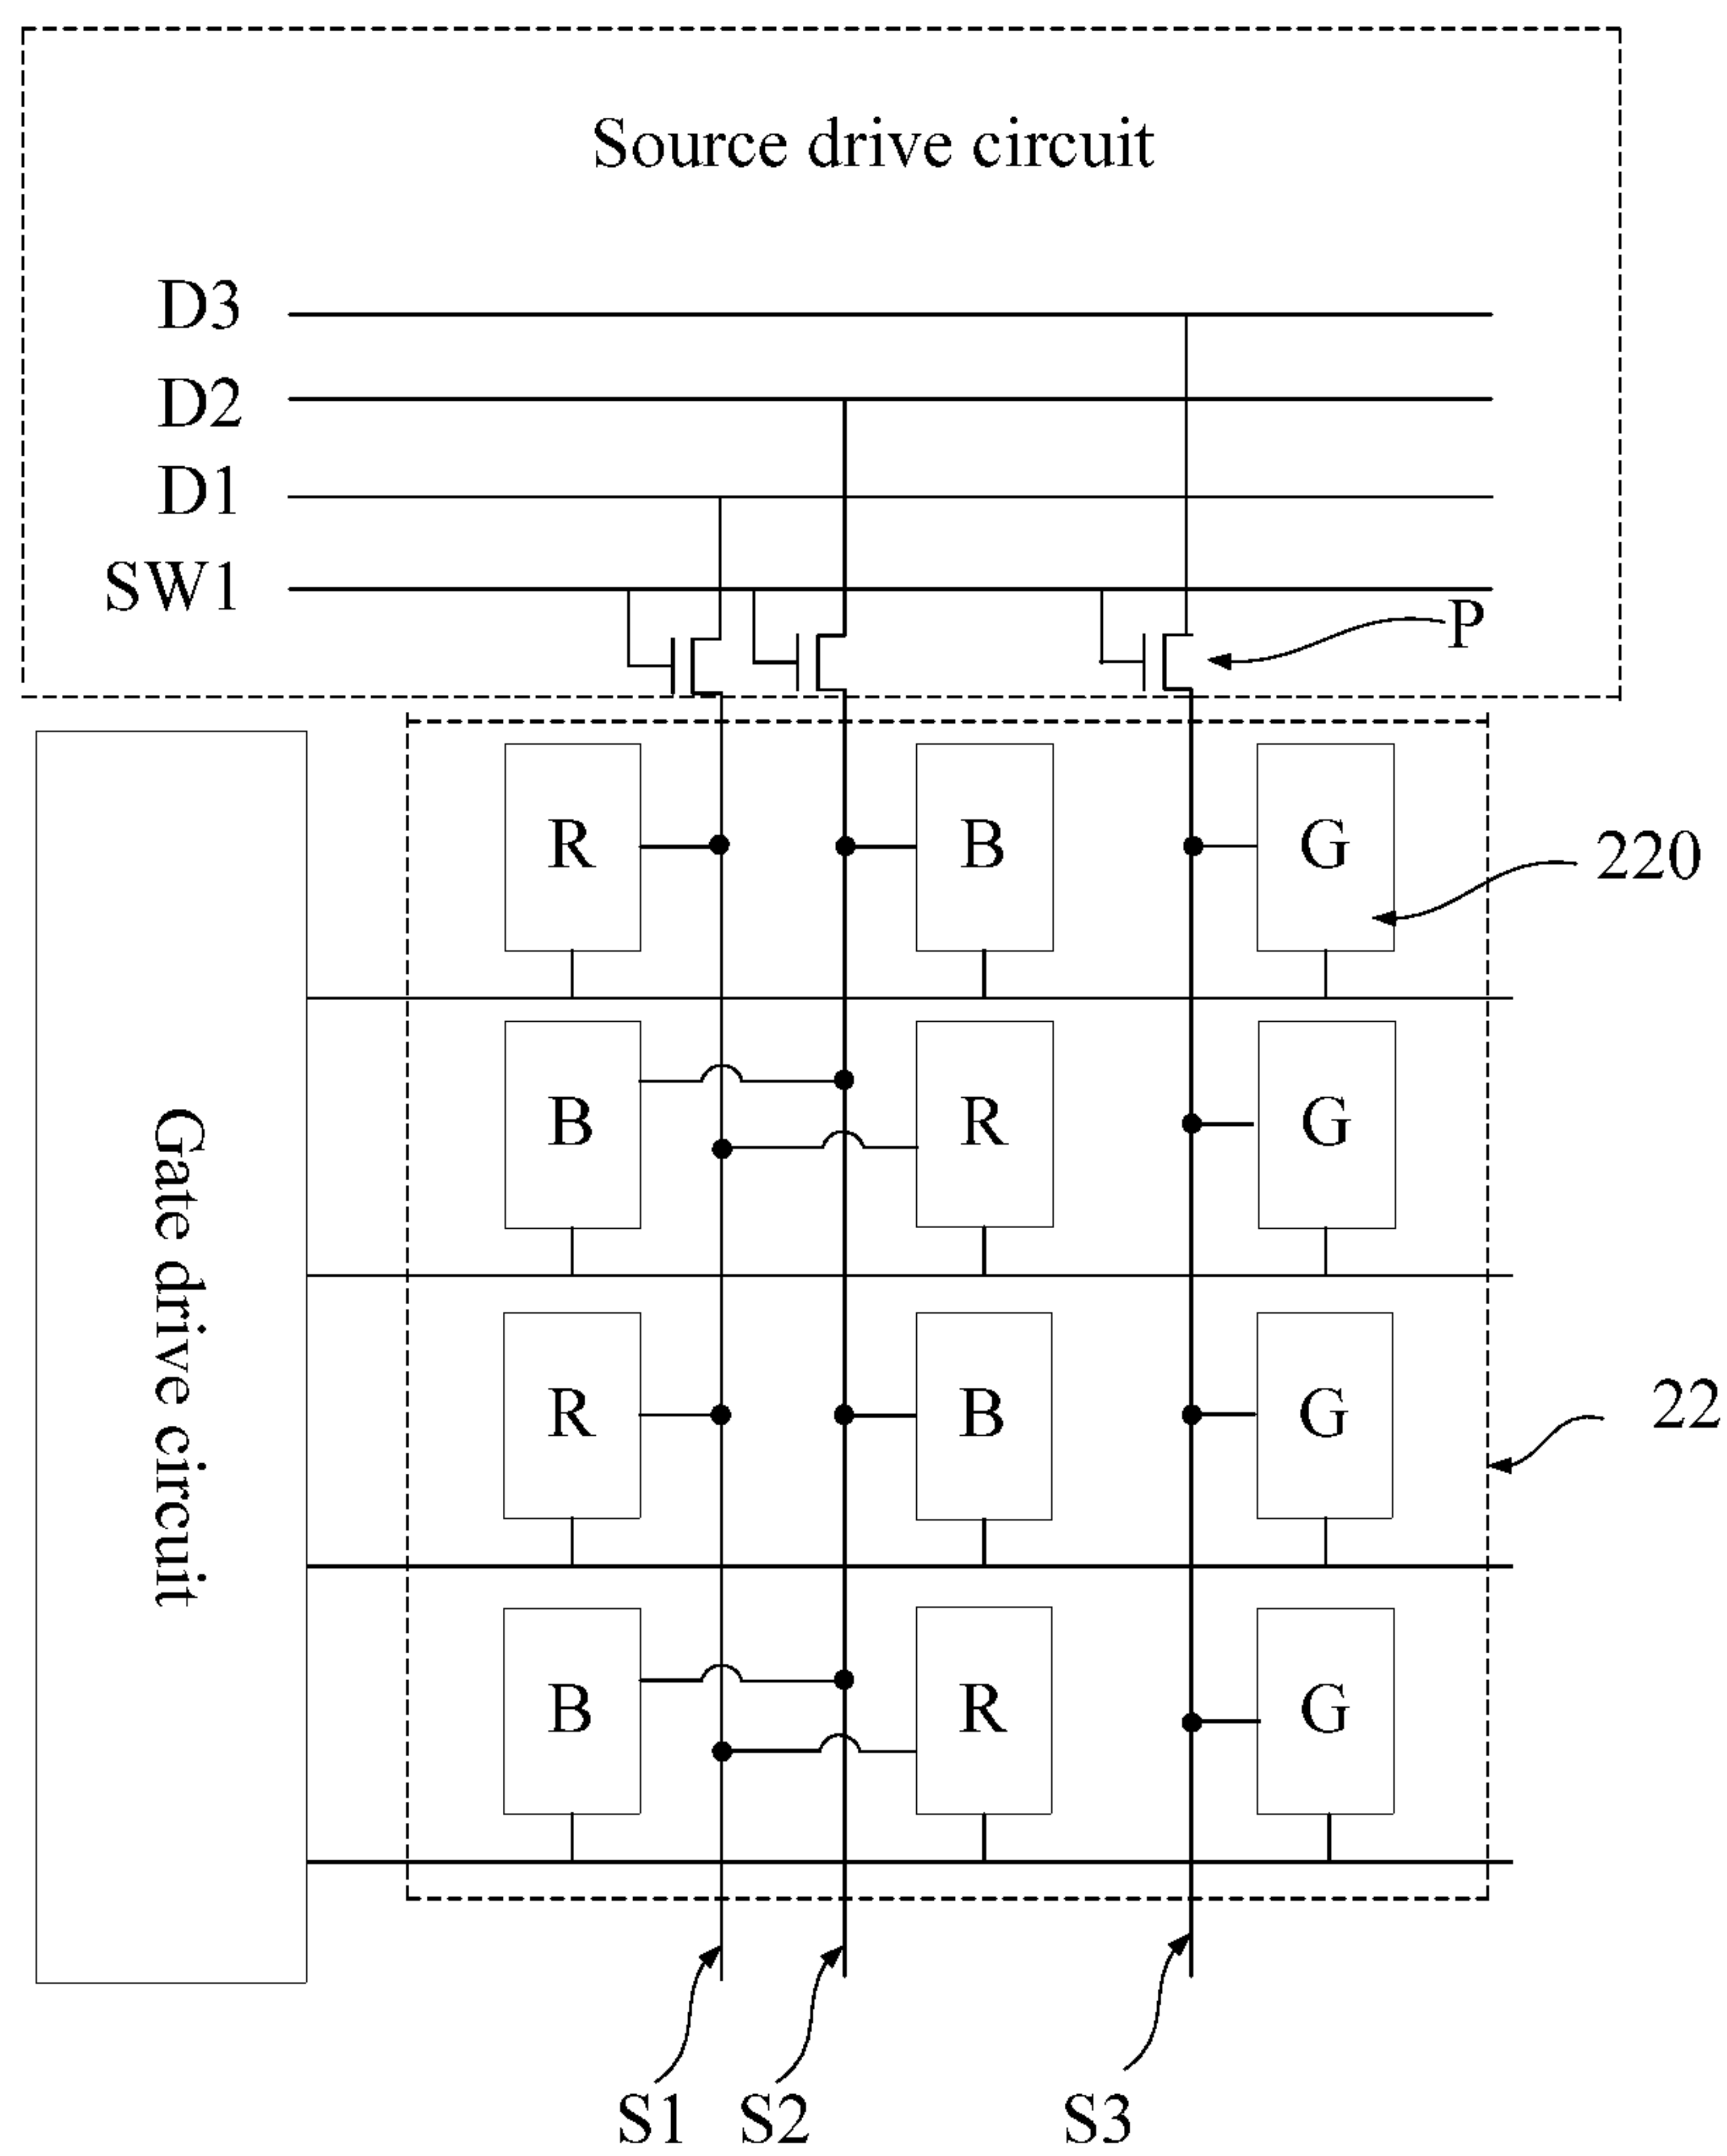 Source drive circuit
D3
D2
D1
SW1
P
R B G
220
B R G
Gate drive circuit
R B G
22
B R G
S1 S2 S3